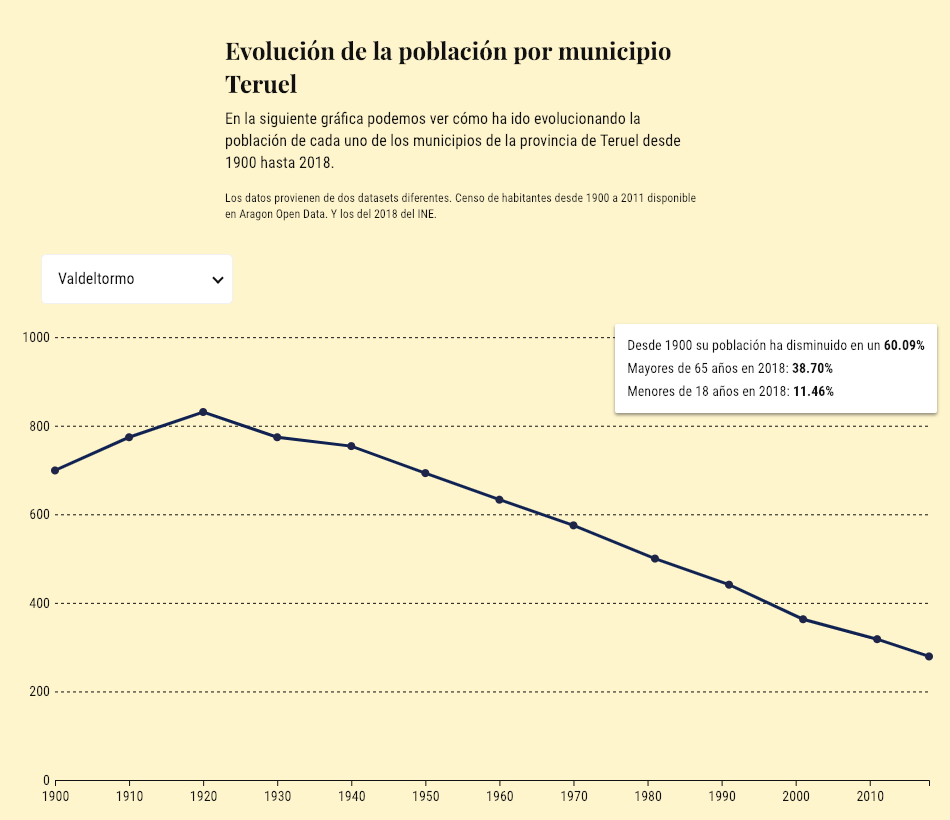 Evolución de la población por municipio
Teruel
En la siguiente gráfica podemos ver cómo ha ido evolucionando la
población de cada uno de los municipios de la provincia de Teruel desde
1900 hasta 2018.
Los datos provienen de dos datasets diferentes. Censo de habitantes desde 1900 a 2011 disponible
en Aragon Open Data. Y los del 2018 del INE.
Valdeltormo
Desde 1900 su población ha disminuido en un 60.09%
Mayores de 65 años en 2018: 38.70%
Menores de 18 años en 2018: 11.46%
1000
800
600
400
200
0
1900 1910 1920 1930 1940 1950 1960 1970 1980 1990 2000 2010